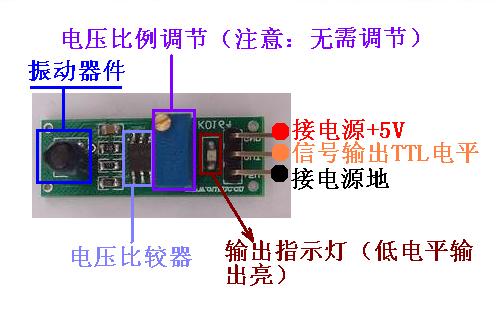 电压比例调节（注意：无需调节）
振动器件
接电源+5V
信号输出TTL电平
接电源地
电压比较器
输出指示灯（低电平输
出亮）